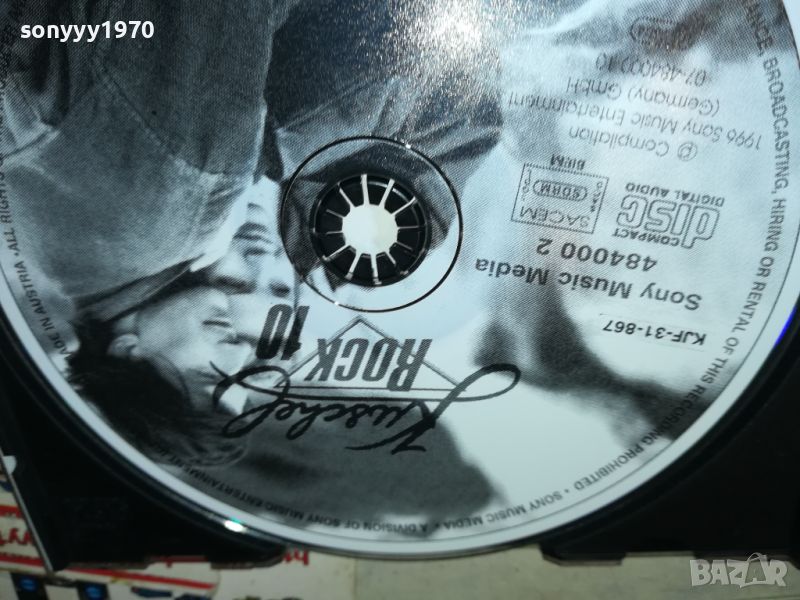 sonyyy1970
Kuschel
ROCK 10
KJF-31-867
Sony Music Media
484000 2
COMPACT
disc
DIGITAL AUDIO
SACEM
SDRM
BIEM
℗ Compilation
1996 Sony Music Entertainment
(Germany) GmbH
07-484000-10
MADE IN AUSTRIA • ALL RIGHTS
BROADCASTING, HIRING OR RENTAL OF THIS RECORDING PROHIBITED • SONY MUSIC MEDIA • A DIVISION OF SONY MUSIC ENTERTAINMENT
BAZAR